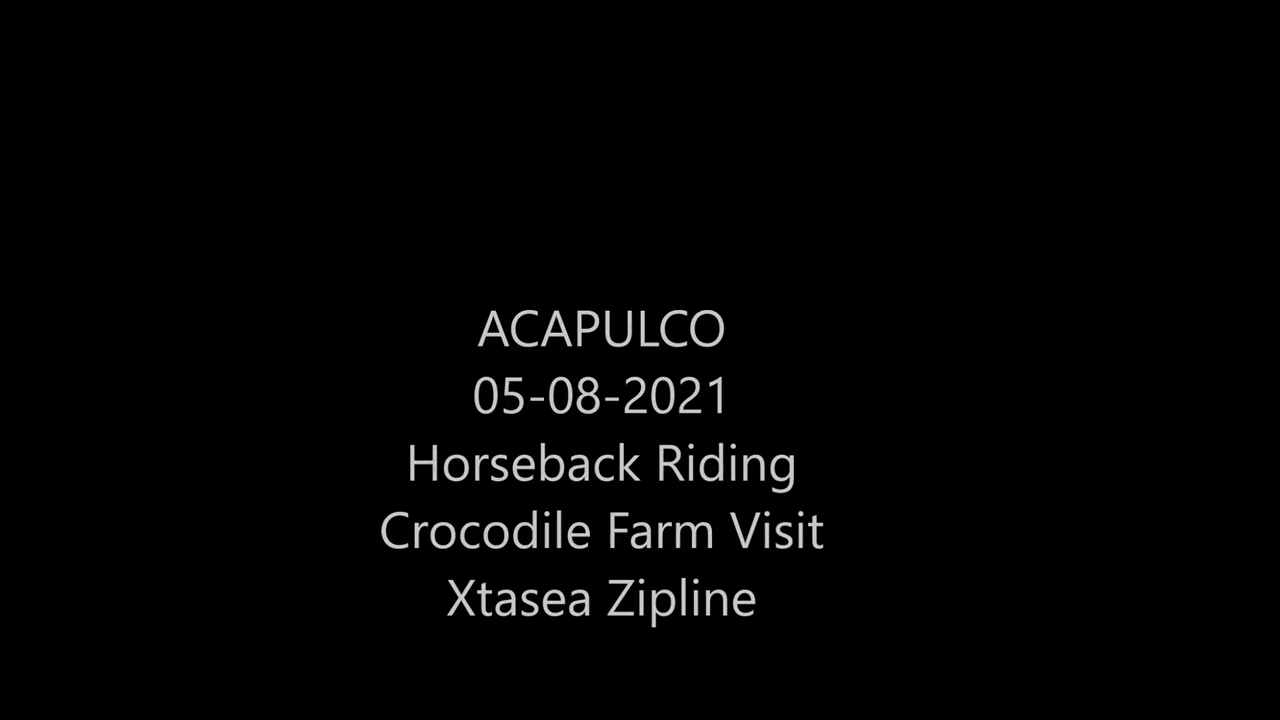 ACAPULCO
05-08-2021
Horseback Riding
Crocodile Farm Visit
Xtasea Zipline